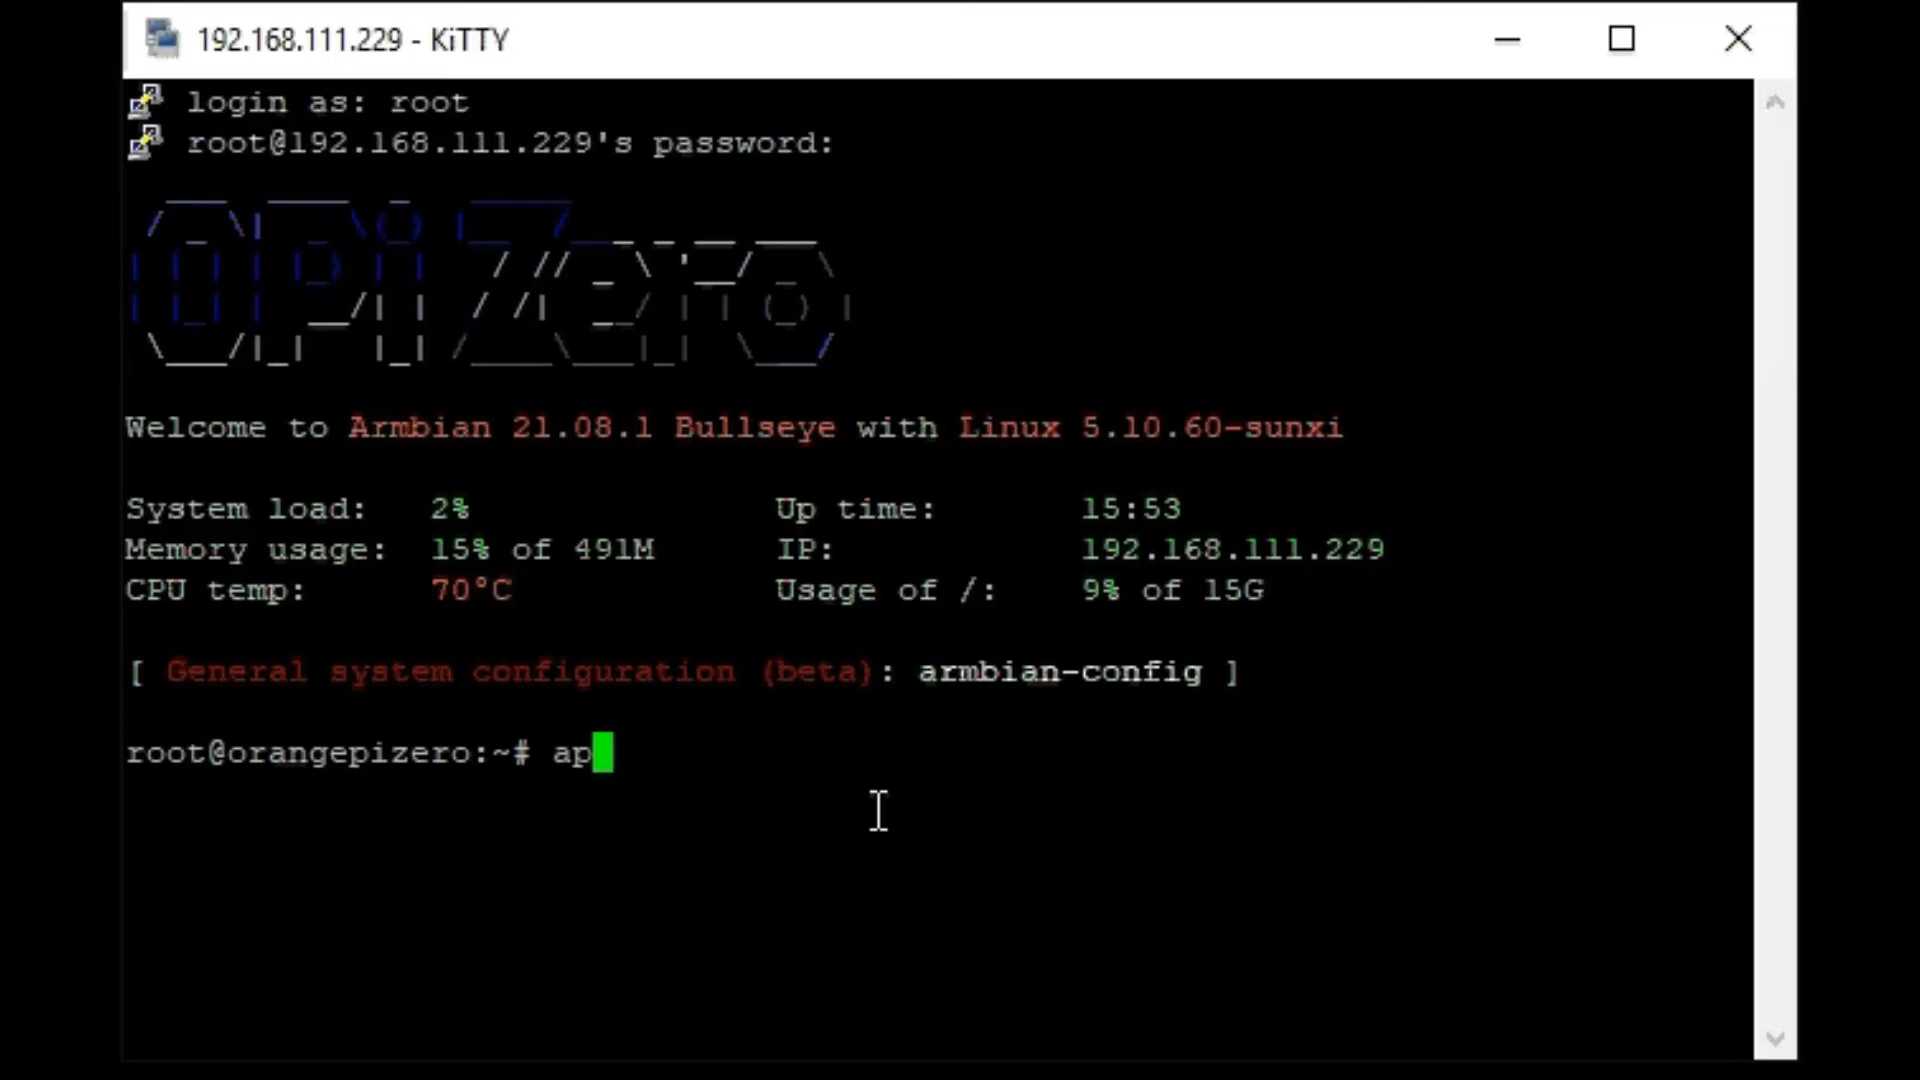 192.168.111.229 - KiTTY
login as: root
root@192.168.111.229's password:
OPi Zero
Welcome to Armbian 21.08.1 Bullseye with Linux 5.10.60-sunxi
System load: 2% Up time: 15:53
Memory usage: 15% of 491M IP: 192.168.111.229
CPU temp: 70°C Usage of /: 9% of 15G
[ General system configuration (beta): armbian-config ]
root@orangepizero:~# ap